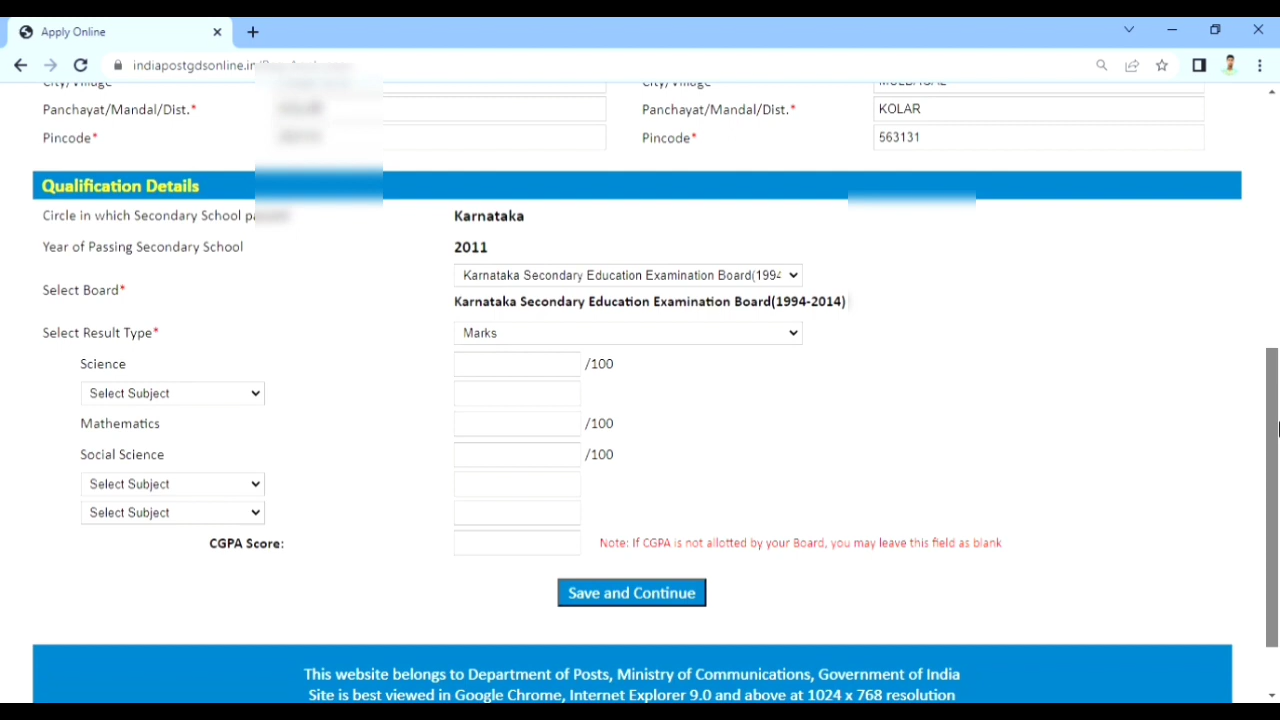 Apply Online
indiapostgdsonline.in
City/Village
Panchayat/Mandal/Dist.* Panchayat/Mandal/Dist.* KOLAR
Pincode* Pincode* 563131
Qualification Details
Circle in which Secondary School Karnataka
Year of Passing Secondary School 2011
Select Board* Karnataka Secondary Education Examination Board(1994
Karnataka Secondary Education Examination Board(1994-2014)
Select Result Type* Marks
Science /100
Select Subject
Mathematics /100
Social Science /100
Select Subject
Select Subject
CGPA Score: Note: If CGPA is not allotted by your Board, you may leave this field as blank
Save and Continue
This website belongs to Department of Posts, Ministry of Communications, Government of India
Site is best viewed in Google Chrome, Internet Explorer 9.0 and above at 1024 x 768 resolution